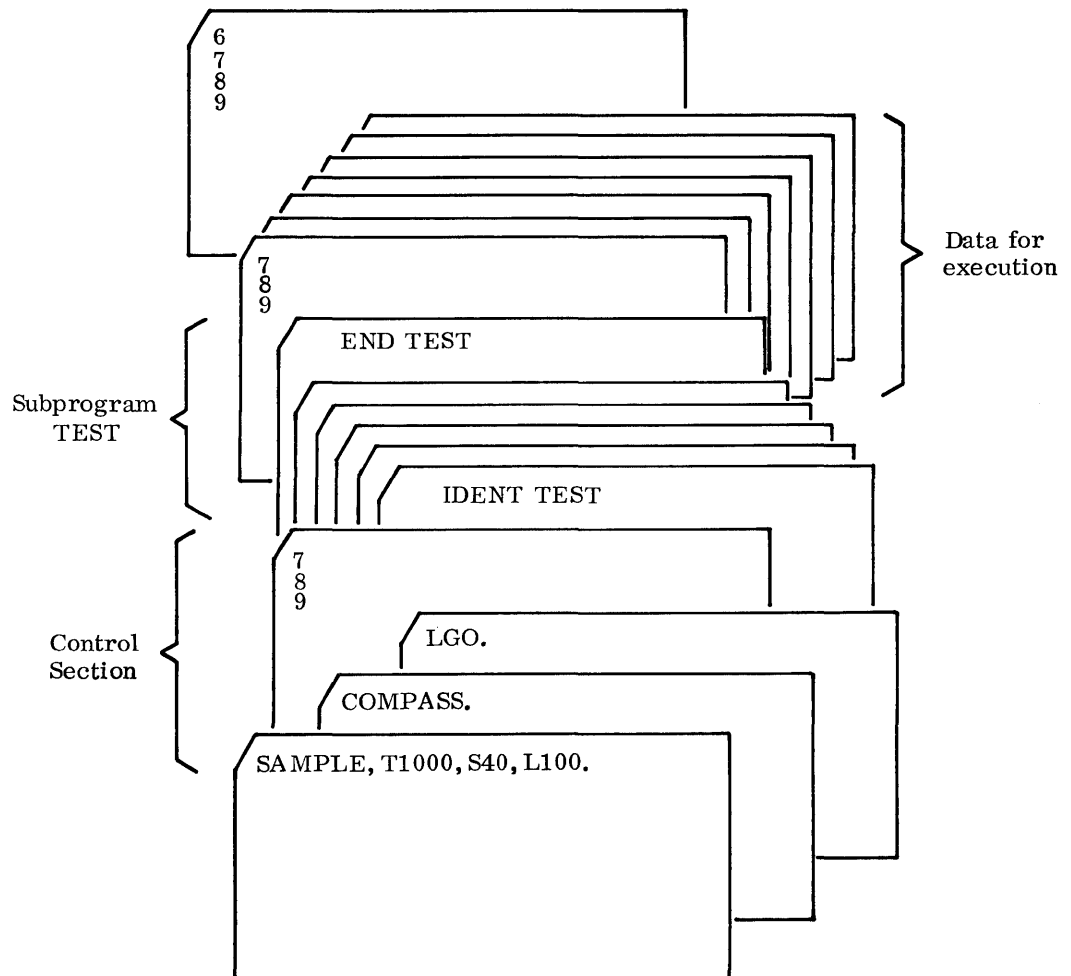 6
7
8
9
Data for
execution
7
8
9
END TEST
Subprogram
TEST
IDENT TEST
7
8
9
Control
Section
LGO.
COMPASS.
SAMPLE, T1000, S40, L100.